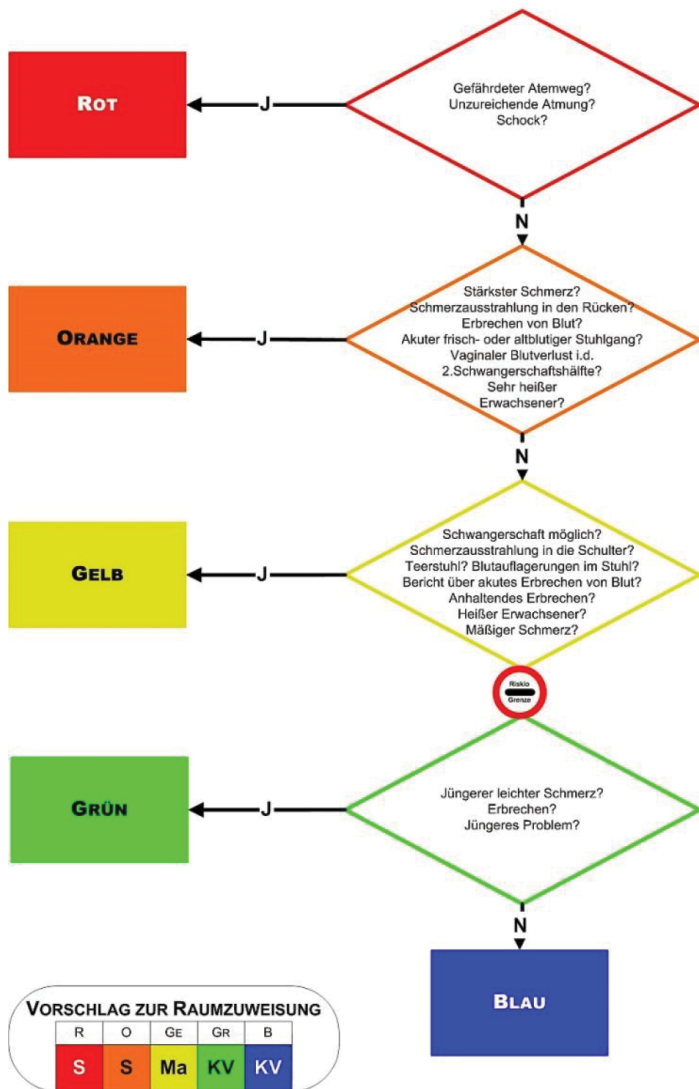 Gefährdeter Atemweg?
Unzureichende Atmung?
Schock?
J
ROT
N
Stärkster Schmerz?
Schmerzausstrahlung in den Rücken?
Erbrechen von Blut?
Akuter frisch- oder altblutiger Stuhlgang?
Vaginaler Blutverlust i.d.
2.Schwangerschaftshälfte?
Sehr heißer
Erwachsener?
J
ORANGE
N
Schwangerschaft möglich?
Schmerzausstrahlung in die Schulter?
Teerstuhl? Blutauflagerungen im Stuhl?
Bericht über akutes Erbrechen von Blut?
Anhaltendes Erbrechen?
Heißer Erwachsener?
Mäßiger Schmerz?
J
GELB
Riskio
Grenze
Jüngerer leichter Schmerz?
Erbrechen?
Jüngeres Problem?
J
GRÜN
N
BLAU
VORSCHLAG ZUR RAUMZUWEISUNG
R O GE GR B
S S Ma KV KV